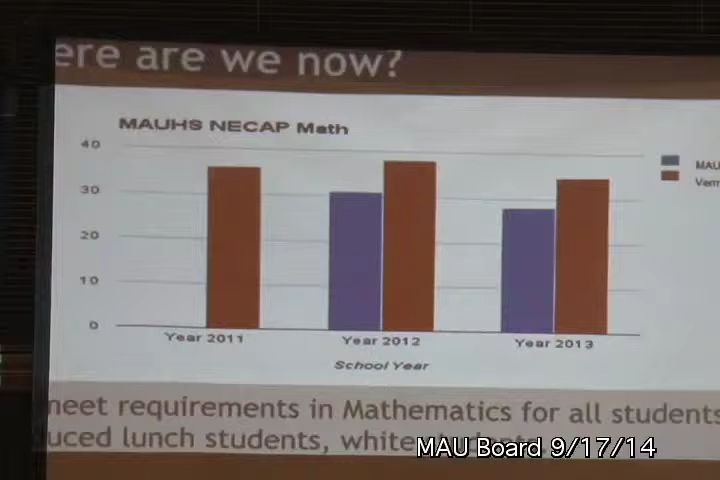 ere are we now?
MAUHS NECAP Math
40
30
20
10
0
MAU
Verm
Year 2011
Year 2012
Year 2013
School Year
meet requirements in Mathematics for all students
uced lunch students, white
MAU Board 9/17/14